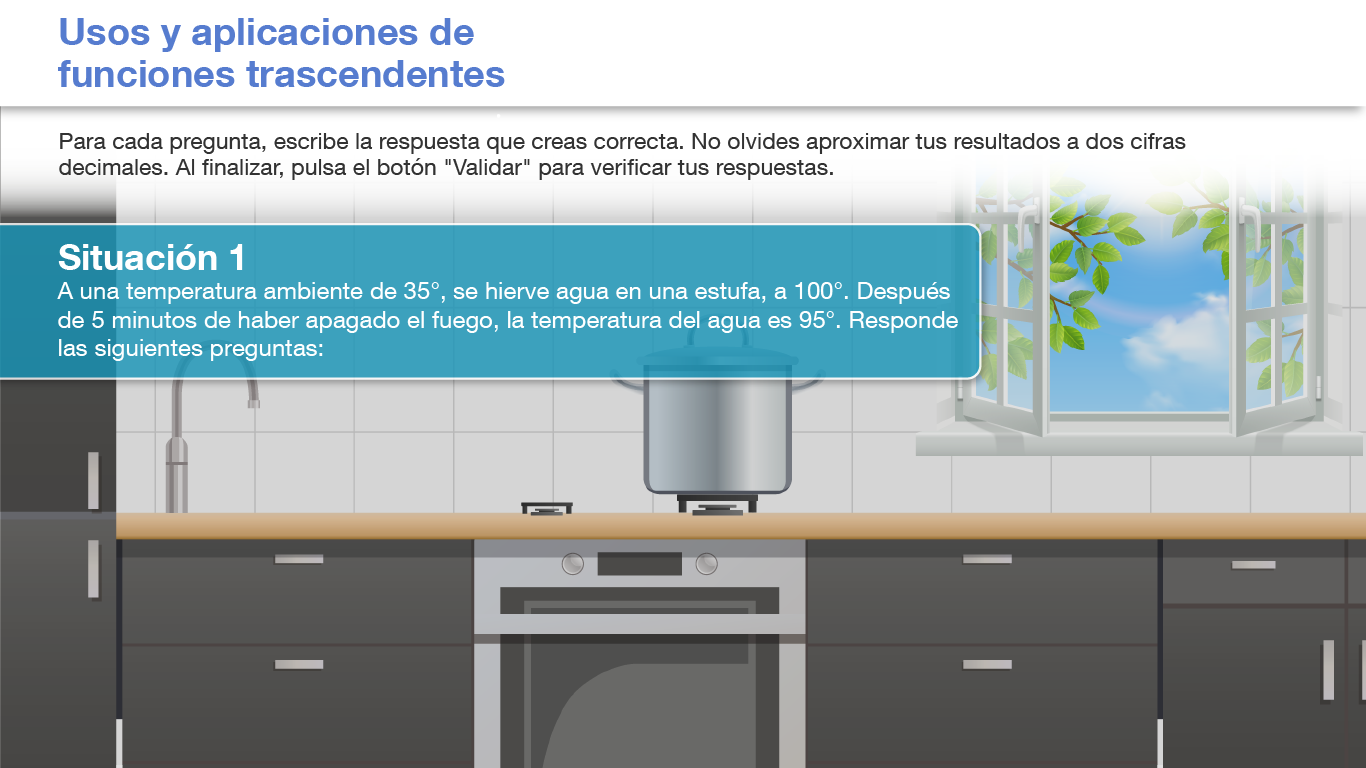 Usos y aplicaciones de
funciones trascendentes
Para cada pregunta, escribe la respuesta que creas correcta. No olvides aproximar tus resultados a dos cifras
decimales. Al finalizar, pulsa el botón "Validar" para verificar tus respuestas.
Situación 1
A una temperatura ambiente de 35°, se hierve agua en una estufa, a 100°. Después
de 5 minutos de haber apagado el fuego, la temperatura del agua es 95°. Responde
las siguientes preguntas: